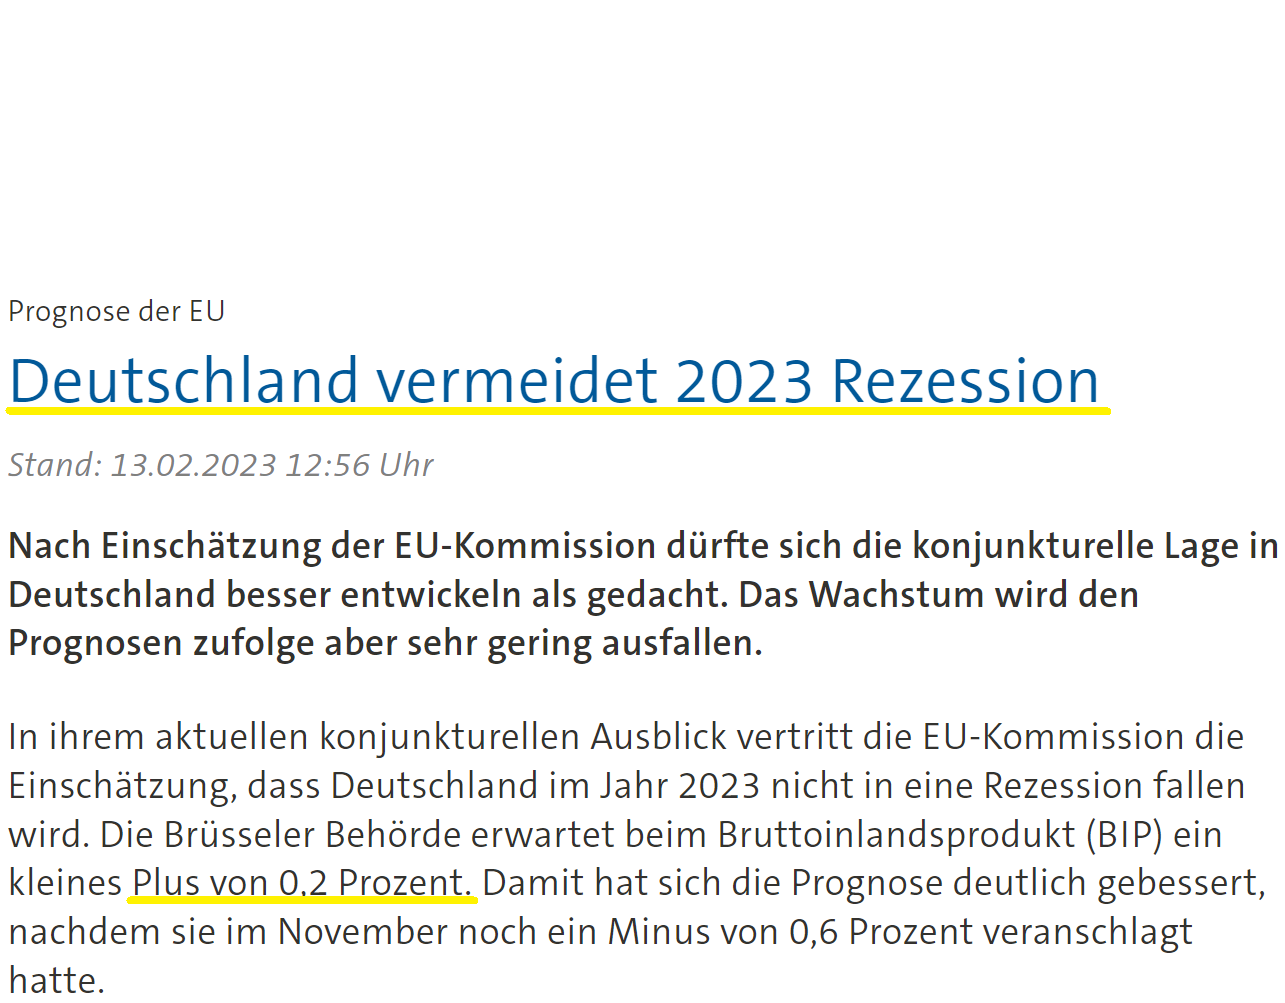 Prognose der EU
Deutschland vermeidet 2023 Rezession
Stand: 13.02.2023 12:56 Uhr
Nach Einschätzung der EU-Kommission dürfte sich die konjunkturelle Lage in
Deutschland besser entwickeln als gedacht. Das Wachstum wird den
Prognosen zufolge aber sehr gering ausfallen.
In ihrem aktuellen konjunkturellen Ausblick vertritt die EU-Kommission die
Einschätzung, dass Deutschland im Jahr 2023 nicht in eine Rezession fallen
wird. Die Brüsseler Behörde erwartet beim Bruttoinlandsprodukt (BIP) ein
kleines Plus von 0,2 Prozent. Damit hat sich die Prognose deutlich gebessert,
nachdem sie im November noch ein Minus von 0,6 Prozent veranschlagt
hatte.